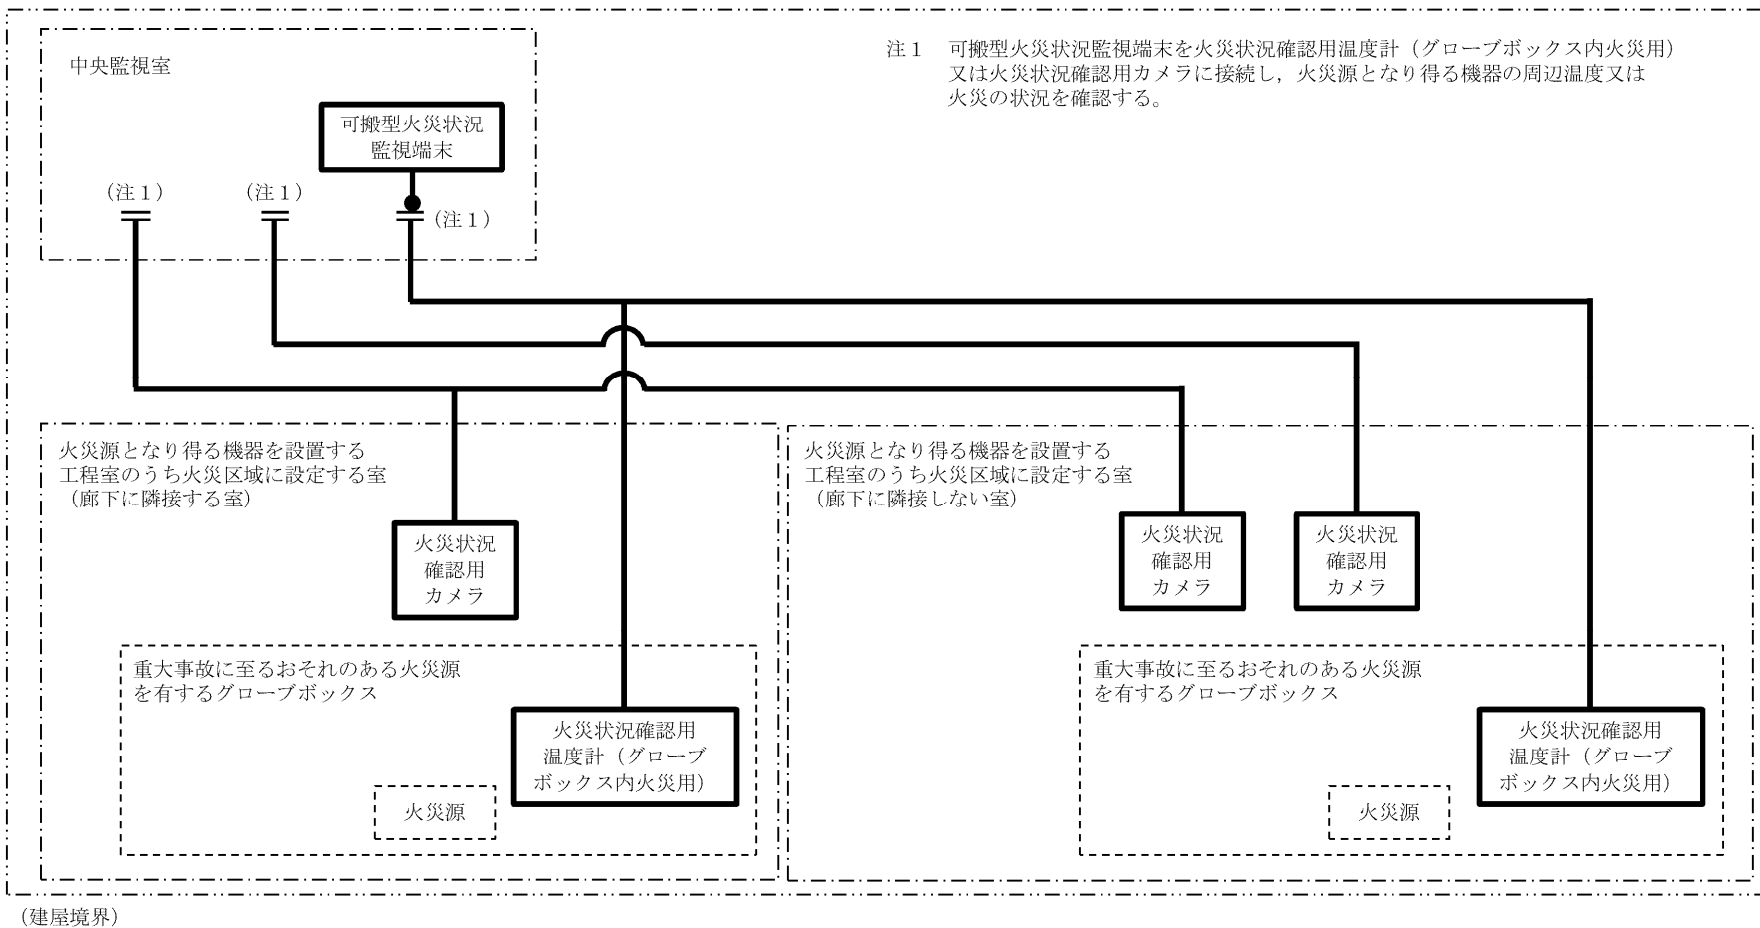 中央監視室
注１　可搬型火災状況監視端末を火災状況確認用温度計（グローブボックス内火災用）
又は火災状況確認用カメラに接続し，火災源となり得る機器の周辺温度又は
火災の状況を確認する。
可搬型火災状況
監視端末
（注１）
（注１）
（注１）
火災源となり得る機器を設置する
工程室のうち火災区域に設定する室
（廊下に隣接する室）
火災状況
確認用
カメラ
重大事故に至るおそれのある火災源
を有するグローブボックス
火災状況確認用
温度計（グローブ
ボックス内火災用）
火災源
火災源となり得る機器を設置する
工程室のうち火災区域に設定する室
（廊下に隣接しない室）
火災状況
確認用
カメラ
火災状況
確認用
カメラ
重大事故に至るおそれのある火災源
を有するグローブボックス
火災状況確認用
温度計（グローブ
ボックス内火災用）
火災源
（建屋境界）